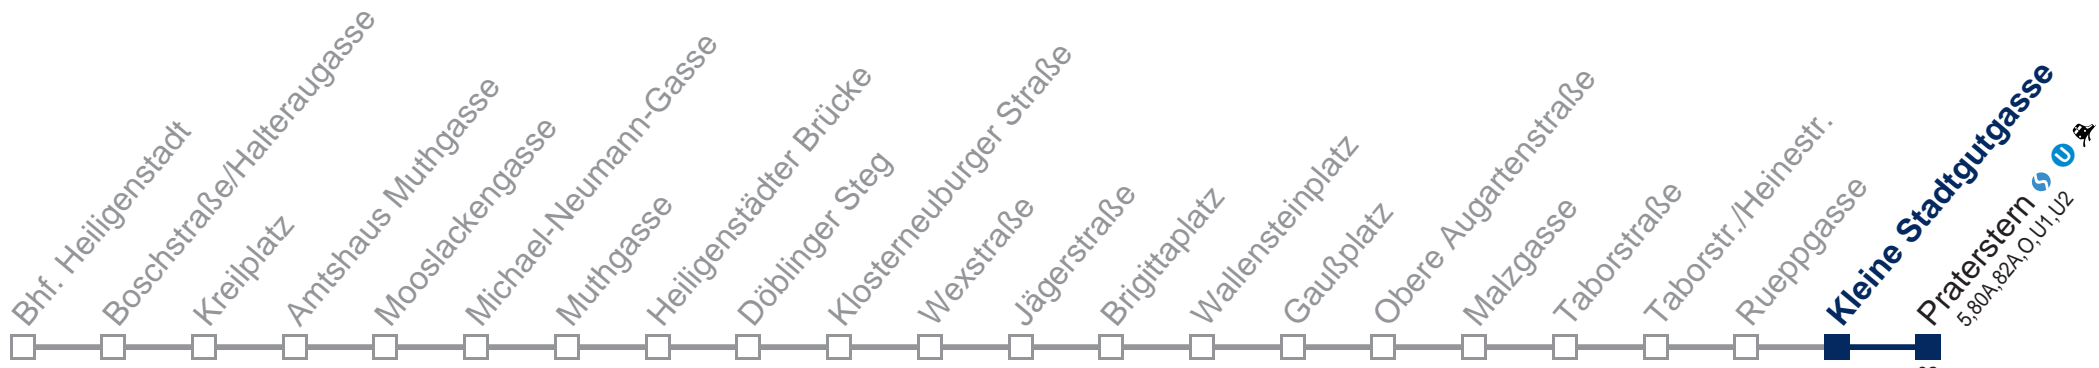 Bhf. Heiligenstadt
Boschstraße/Halteraugasse
Kreilplatz
Amtshaus Muthgasse
Mooslackengasse
Michael-Neumann-Gasse
Muthgasse
Heiligenstädter Brücke
Döblinger Steg
Klosterneuburger Straße
Wexstraße
Jägerstraße
Brigittaplatz
Wallensteinplatz
Gaußplatz
Obere Augartenstraße
Malzgasse
Taborstraße
Taborstr./Heinestr.
Rueppgasse
Kleine Stadtgutgasse
Praterstern S U
5,80A,82A,O,U1,U2